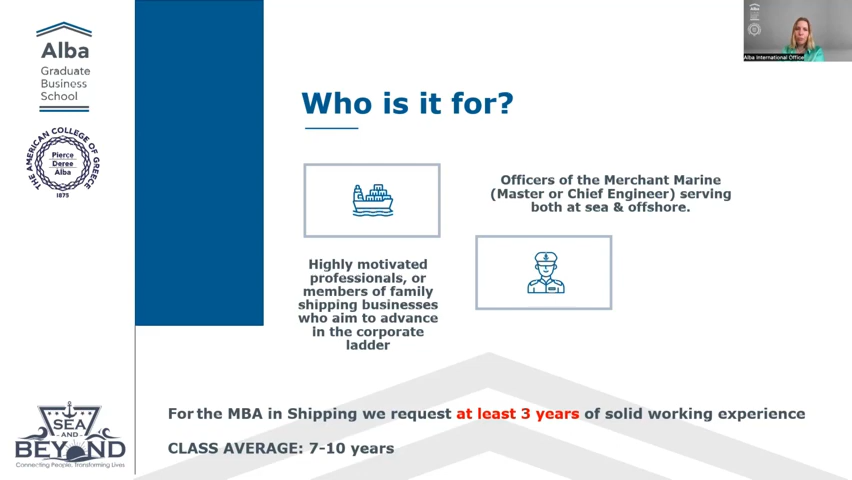 Alba
Graduate
Business
School
THE AMERICAN COLLEGE OF GREECE
Pierce
Deree
Alba
1875
Who is it for?
Highly motivated
professionals, or
members of family
shipping businesses
who aim to advance
in the corporate
ladder
Officers of the Merchant Marine
(Master or Chief Engineer) serving
both at sea & offshore.
For the MBA in Shipping we request at least 3 years of solid working experience
CLASS AVERAGE: 7-10 years
SEA
AND
BEYOND
Connecting People, Transforming Lives
Alba International Office